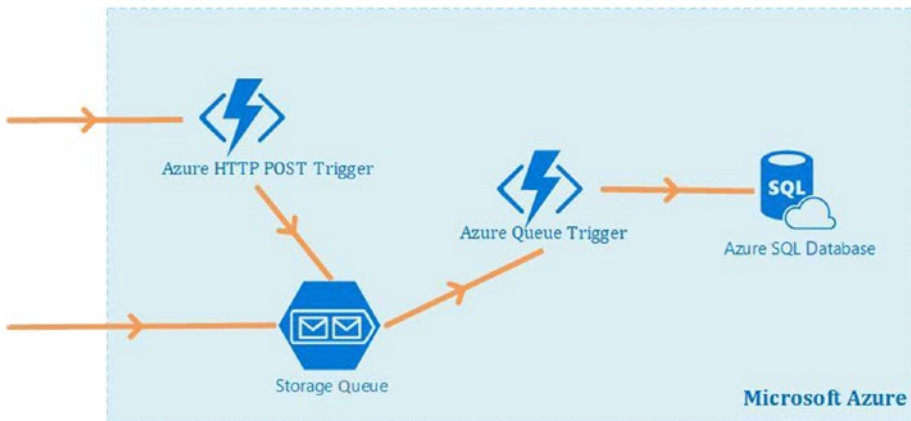 Azure HTTP POST Trigger
Azure Queue Trigger
SQL
Azure SQL Database
Storage Queue
Microsoft Azure